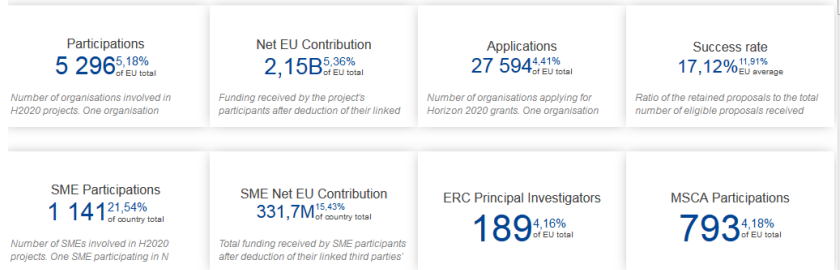 Participations
5 296 5,18% of EU total
Number of organisations involved in
H2020 projects. One organisation
Net EU Contribution
2,15B 5,36% of EU total
Funding received by the project's
participants after deduction of their linked
Applications
27 594 4,41% of EU total
Number of organisations applying for
Horizon 2020 grants. One organisation
Success rate
17,12% 11,91% EU average
Ratio of the retained proposals to the total
number of eligible proposals received
SME Participations
1 141 21,54% of country total
Number of SMEs involved in H2020
projects. One SME participating in N
SME Net EU Contribution
331,7M 15,43% of country total
Total funding received by SME participants
after deduction of their linked third parties'
ERC Principal Investigators
189 4,16% of EU total
MSCA Participations
793 4,18% of EU total